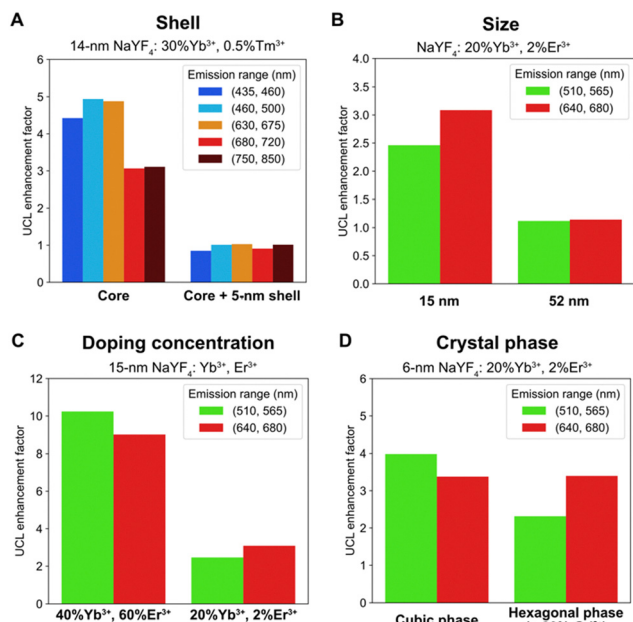 A
Shell
14-nm NaYF₄: 30%Yb³⁺, 0.5%Tm³⁺
UCL enhancement factor
6
5
4
3
2
1
0
Emission range (nm)
(435, 460)
(460, 500)
(630, 675)
(680, 720)
(750, 850)
Core
Core + 5-nm shell
B
Size
NaYF₄: 20%Yb³⁺, 2%Er³⁺
UCL enhancement factor
4.0
3.5
3.0
2.5
2.0
1.5
1.0
0.5
0.0
Emission range (nm)
(510, 565)
(640, 680)
15 nm
52 nm
C
Doping concentration
15-nm NaYF₄: Yb³⁺, Er³⁺
UCL enhancement factor
12
10
8
6
4
2
0
Emission range (nm)
(510, 565)
(640, 680)
40%Yb³⁺, 60%Er³⁺
20%Yb³⁺, 2%Er³⁺
D
Crystal phase
6-nm NaYF₄: 20%Yb³⁺, 2%Er³⁺
UCL enhancement factor
6
5
4
3
2
1
0
Emission range (nm)
(510, 565)
(640, 680)
Cubic phase
Hexagonal phase